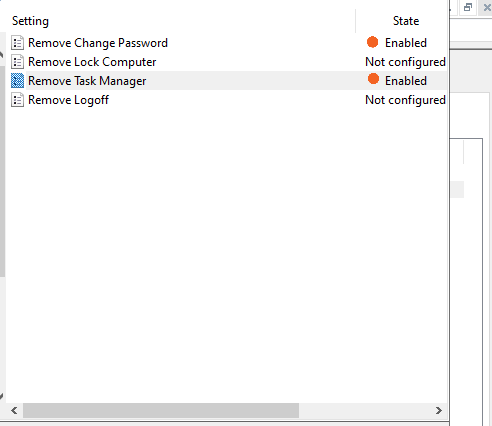 Setting State
Remove Change Password Enabled
Remove Lock Computer Not configured
Remove Task Manager Enabled
Remove Logoff Not configured